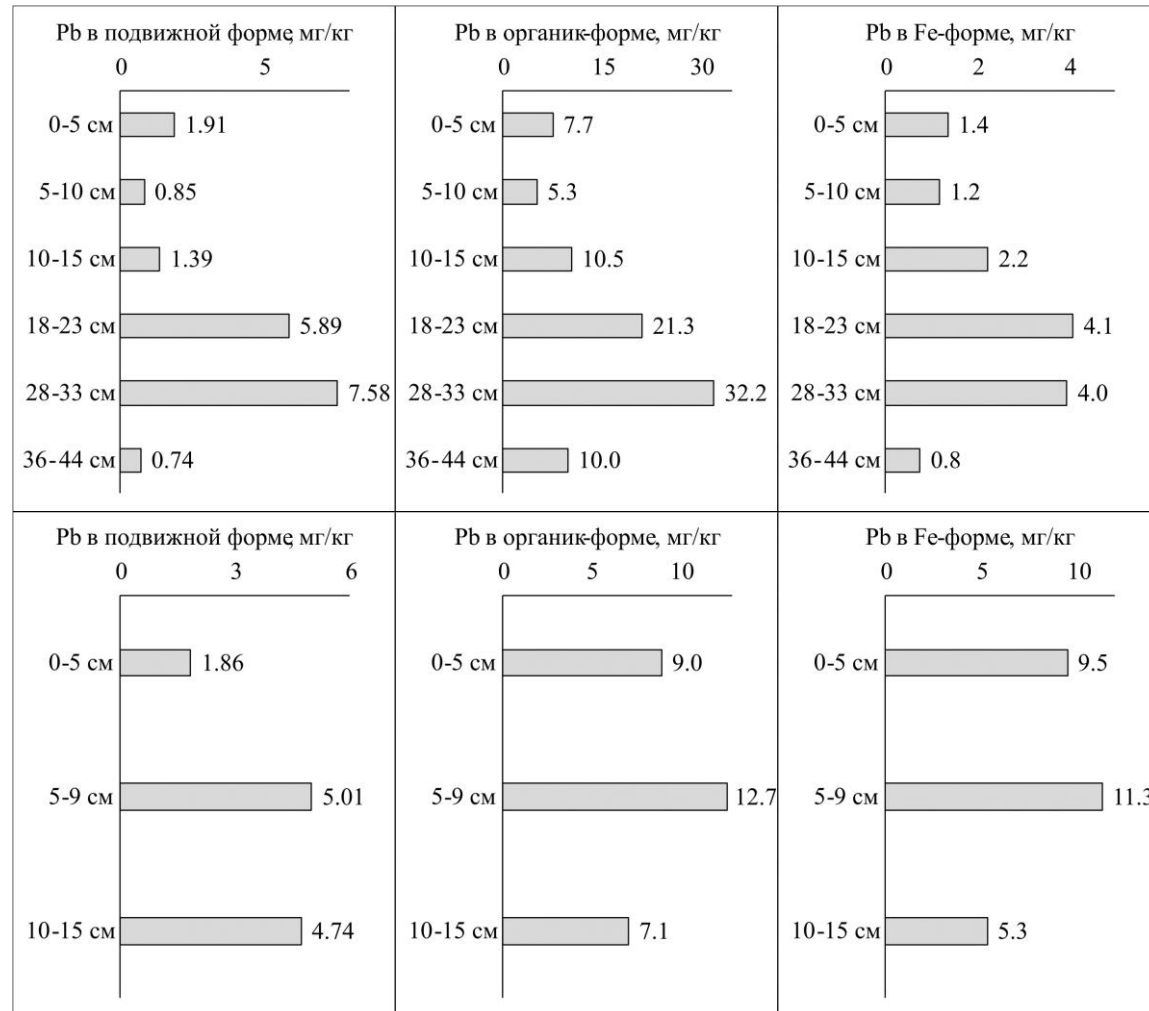 Pb в подвижной форме, мг/кг
0 5
0-5 см 1.91
5-10 см 0.85
10-15 см 1.39
18-23 см 5.89
28-33 см 7.58
36-44 см 0.74
Pb в органик-форме, мг/кг
0 15 30
0-5 см 7.7
5-10 см 5.3
10-15 см 10.5
18-23 см 21.3
28-33 см 32.2
36-44 см 10.0
Pb в Fe-форме, мг/кг
0 2 4
0-5 см 1.4
5-10 см 1.2
10-15 см 2.2
18-23 см 4.1
28-33 см 4.0
36-44 см 0.8
Pb в подвижной форме, мг/кг
0 3 6
0-5 см 1.86
5-9 см 5.01
10-15 см 4.74
Pb в органик-форме, мг/кг
0 5 10
0-5 см 9.0
5-9 см 12.7
10-15 см 7.1
Pb в Fe-форме, мг/кг
0 5 10
0-5 см 9.5
5-9 см 11.3
10-15 см 5.3